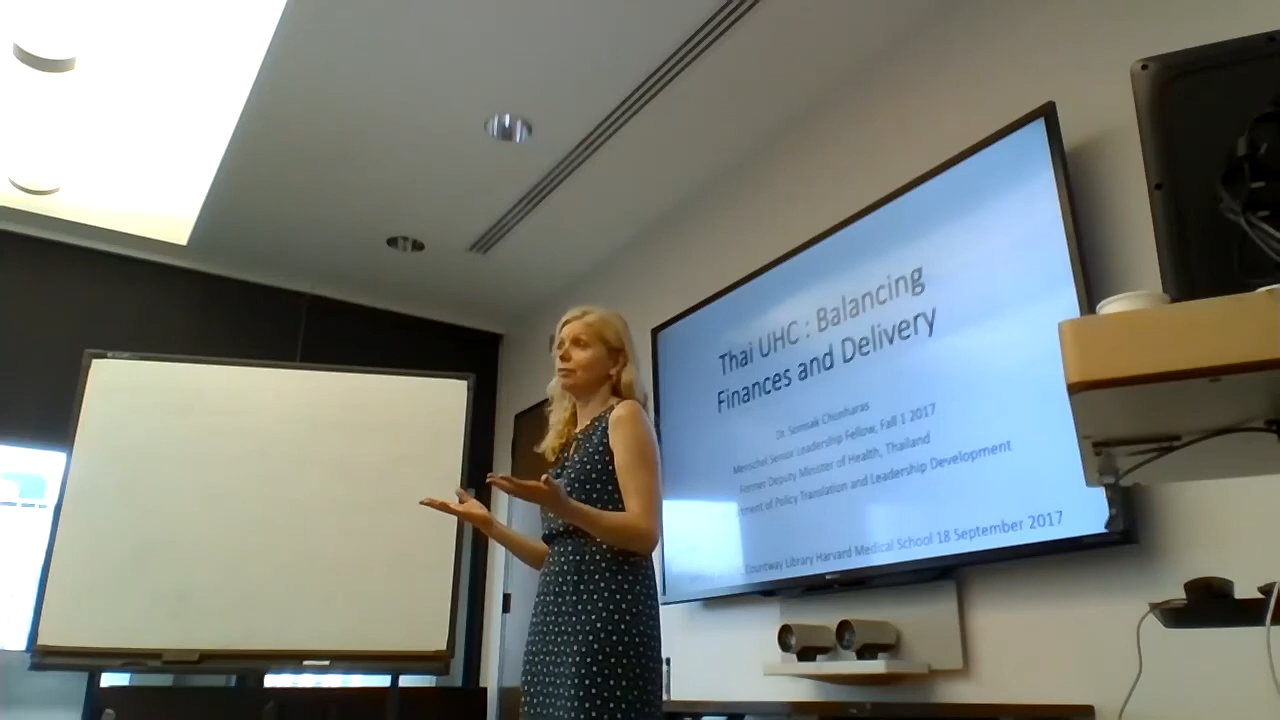 Thai UHC : Balancing
Finances and Delivery
Dr. Somsak Chunharas
Menschel Senior Leadership Fellow, Fall 1 2017
Former Deputy Minister of Health, Thailand
of Policy Translation and Leadership Development
Countway Library Harvard Medical School 18 September 2017